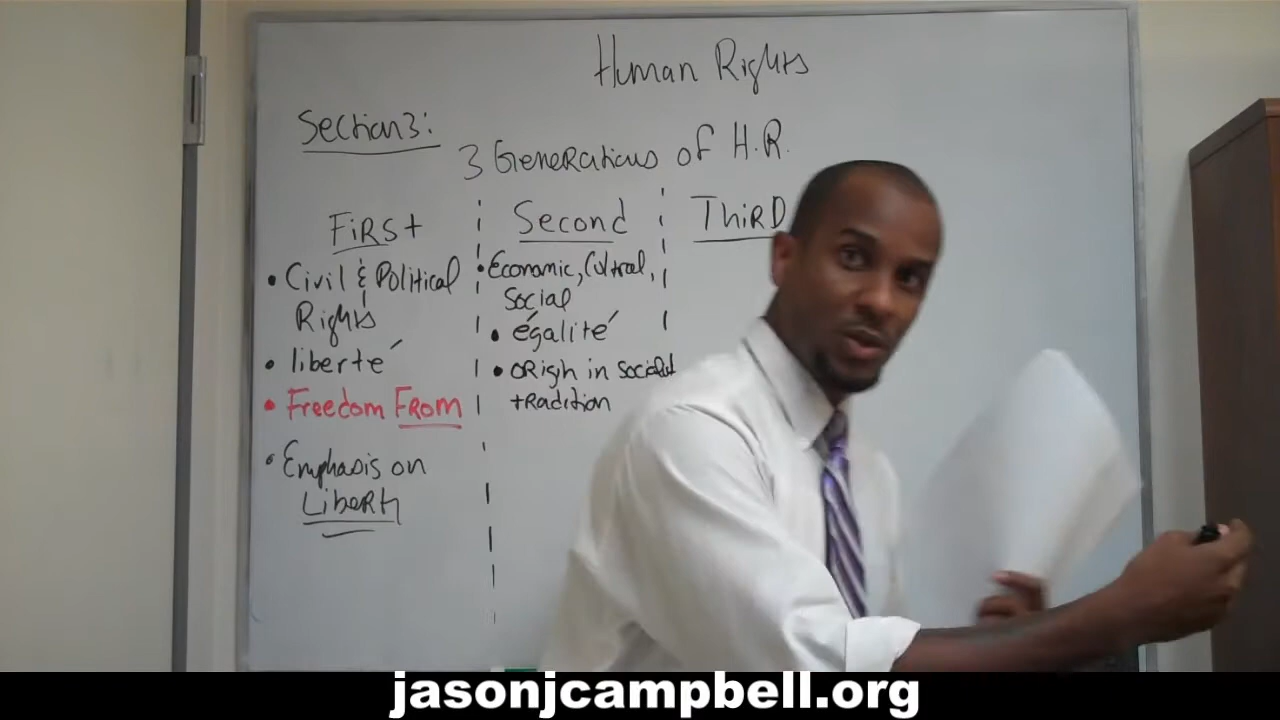 Human Rights
Section 3:
3 Generations of H.R.
First
• Civil & Political
Rights
• liberté
• Freedom From
• Emphasis on
Liberty
Second
• Economic, Cultral,
Social
• égalité
• Origin in Socialist
tradition
Third
jasonjcampbell.org